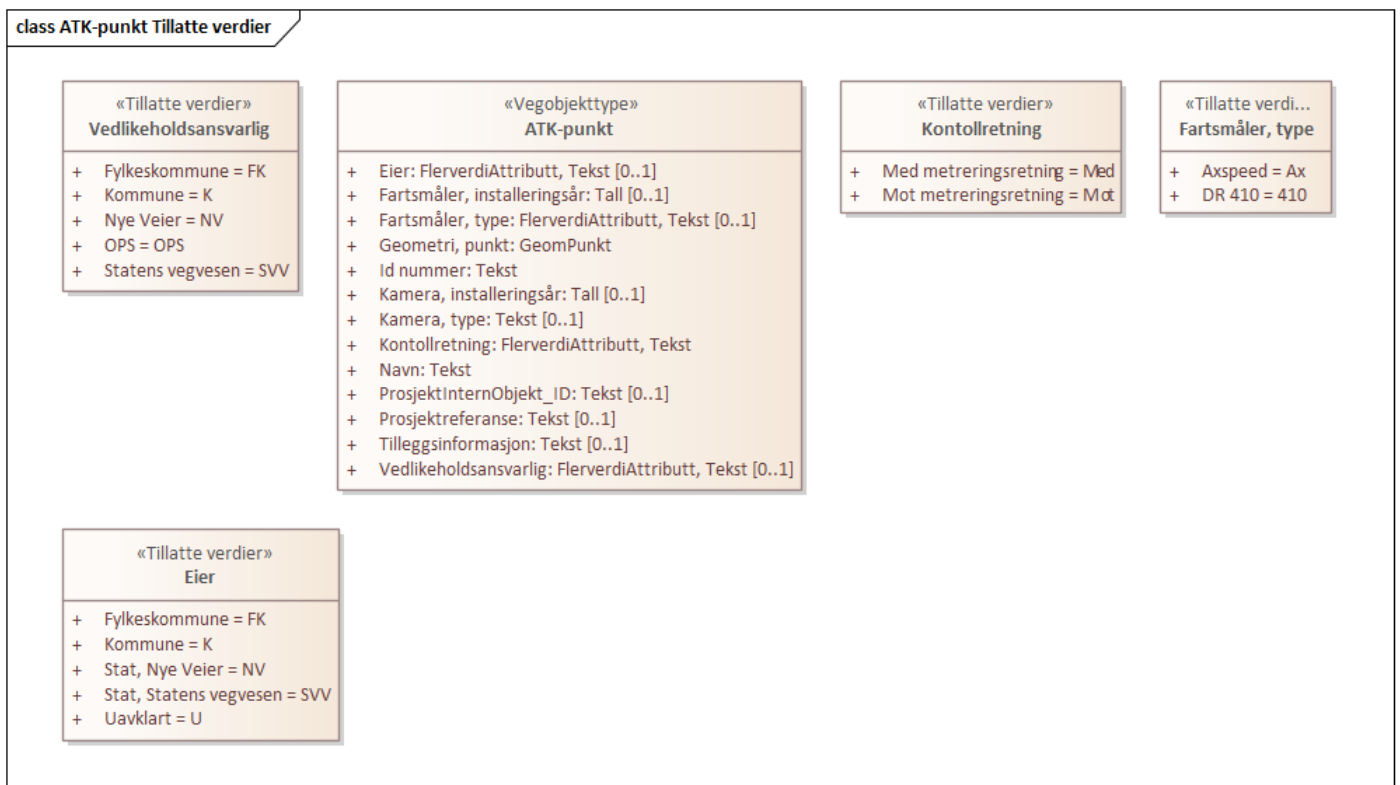 class ATK-punkt Tillatte verdier
«Tillatte verdier»
Vedlikeholdsansvarlig
+ Fylkeskommune = FK
+ Kommune = K
+ Nye Veier = NV
+ OPS = OPS
+ Statens vegvesen = SVV
«Vegobjekttype»
ATK-punkt
+ Eier: FlerverdiAttributt, Tekst [0..1]
+ Fartsmåler, installeringsår: Tall [0..1]
+ Fartsmåler, type: FlerverdiAttributt, Tekst [0..1]
+ Geometri, punkt: GeomPunkt
+ Id nummer: Tekst
+ Kamera, installeringsår: Tall [0..1]
+ Kamera, type: Tekst [0..1]
+ Kontollretning: FlerverdiAttributt, Tekst
+ Navn: Tekst
+ ProsjektInternObjekt_ID: Tekst [0..1]
+ Prosjektreferanse: Tekst [0..1]
+ Tilleggsinformasjon: Tekst [0..1]
+ Vedlikeholdsansvarlig: FlerverdiAttributt, Tekst [0..1]
«Tillatte verdier»
Kontollretning
+ Med metreringsretning = Med
+ Mot metreringsretning = Mot
«Tillatte verdi...
Fartsmåler, type
+ Axspeed = Ax
+ DR 410 = 410
«Tillatte verdier»
Eier
+ Fylkeskommune = FK
+ Kommune = K
+ Stat, Nye Veier = NV
+ Stat, Statens vegvesen = SVV
+ Uavklart = U